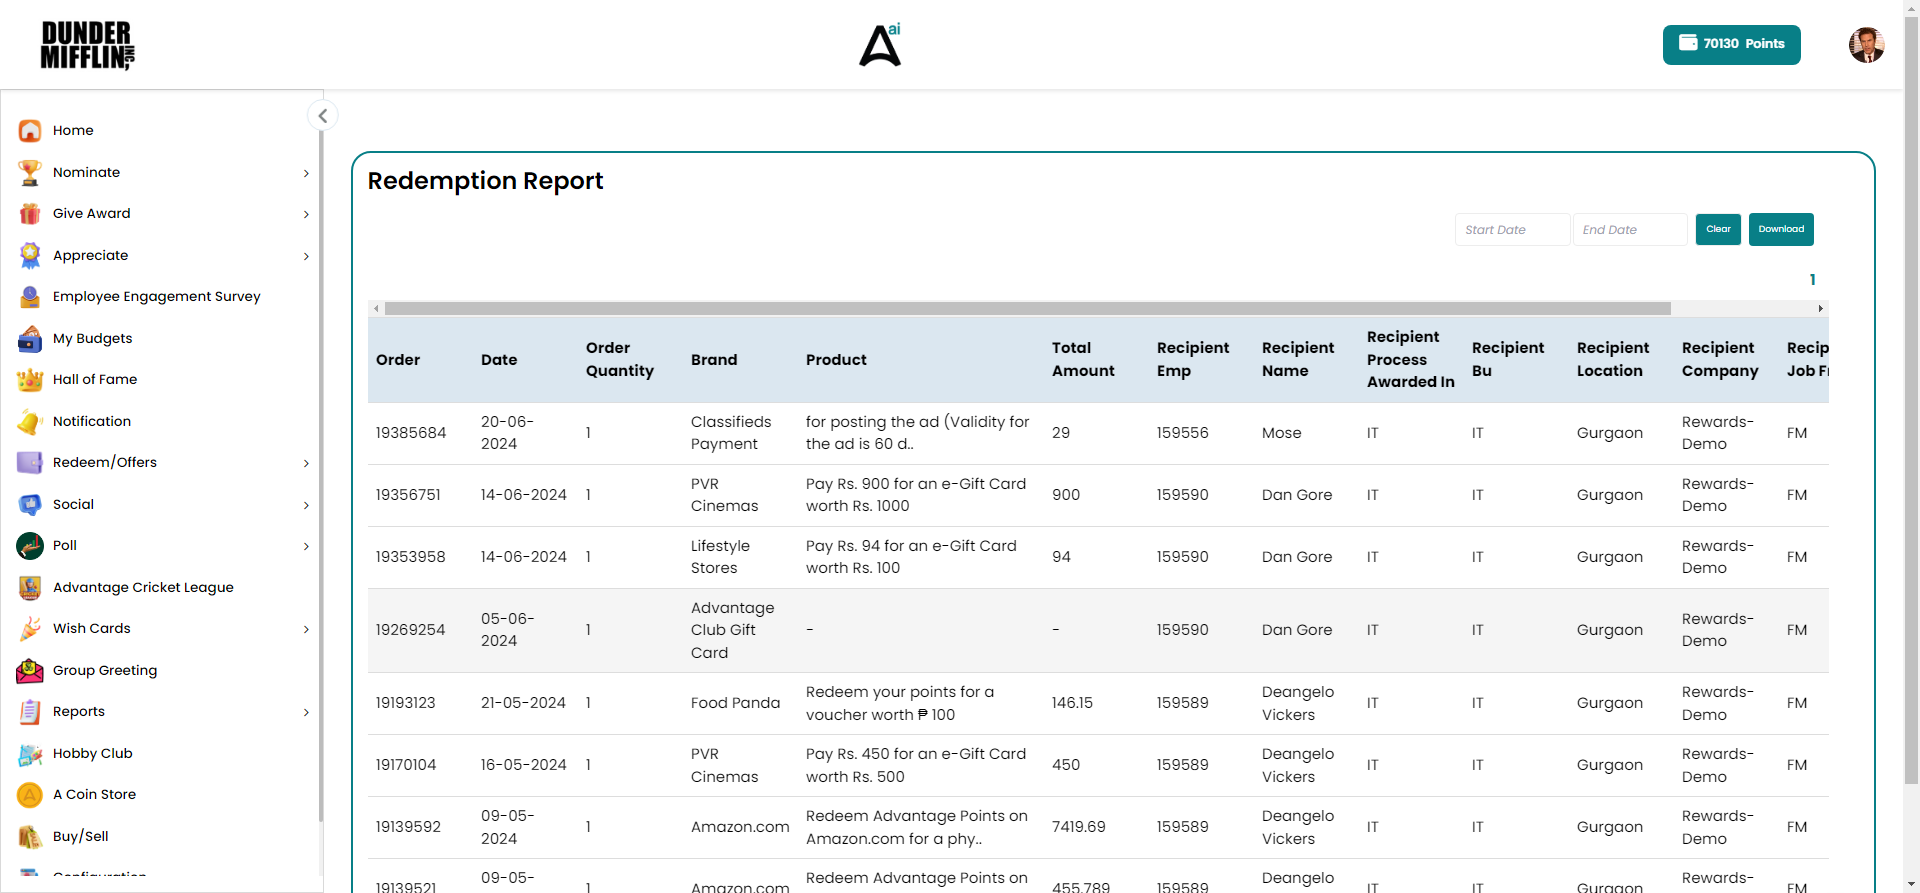 DUNDER
MIFFLIN, INC
ai
70130 Points
Home
Nominate
Give Award
Appreciate
Employee Engagement Survey
My Budgets
Hall of Fame
Notification
Redeem/Offers
Social
Poll
Advantage Cricket League
Wish Cards
Group Greeting
Reports
Hobby Club
A Coin Store
Buy/Sell
Configuration
Redemption Report
Start Date End Date Clear Download
1
Order Date Order Quantity Brand Product Total Amount Recipient Emp Recipient Name Recipient Process Awarded In Recipient Bu Recipient Location Recipient Company Recip Job F
19385684 20-06-2024 1 Classifieds Payment for posting the ad (Validity for the ad is 60 d.. 29 159556 Mose IT IT Gurgaon Rewards-Demo FM
19356751 14-06-2024 1 PVR Cinemas Pay Rs. 900 for an e-Gift Card worth Rs. 1000 900 159590 Dan Gore IT IT Gurgaon Rewards-Demo FM
19353958 14-06-2024 1 Lifestyle Stores Pay Rs. 94 for an e-Gift Card worth Rs. 100 94 159590 Dan Gore IT IT Gurgaon Rewards-Demo FM
19269254 05-06-2024 1 Advantage Club Gift Card - - 159590 Dan Gore IT IT Gurgaon Rewards-Demo FM
19193123 21-05-2024 1 Food Panda Redeem your points for a voucher worth ₱ 100 146.15 159589 Deangelo Vickers IT IT Gurgaon Rewards-Demo FM
19170104 16-05-2024 1 PVR Cinemas Pay Rs. 450 for an e-Gift Card worth Rs. 500 450 159589 Deangelo Vickers IT IT Gurgaon Rewards-Demo FM
19139592 09-05-2024 1 Amazon.com Redeem Advantage Points on Amazon.com for a phy.. 7419.69 159589 Deangelo Vickers IT IT Gurgaon Rewards-Demo FM
19139521 09-05- 1 Amazon.com Redeem Advantage Points on 455.789 159589 Deangelo IT IT Gurgaon Rewards- FM